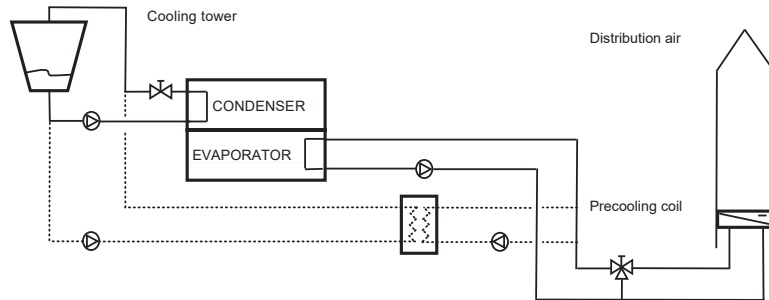 Cooling tower
Distribution air
CONDENSER
EVAPORATOR
Precooling coil